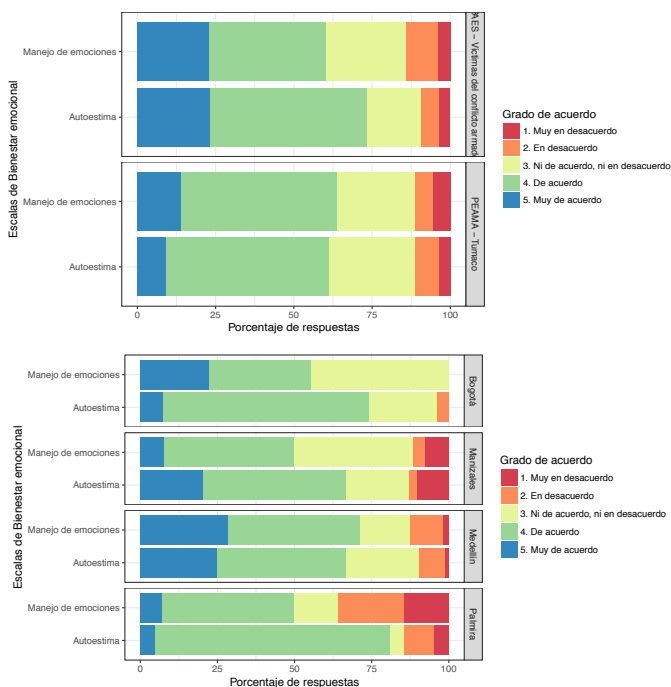 Escalas de Bienestar emocional
Manejo de emociones
Autoestima
AES – Víctimas del conflicto armad
Manejo de emociones
Autoestima
PEAMA – Tumaco
0
25
50
75
100
Porcentaje de respuestas
Grado de acuerdo
1. Muy en desacuerdo
2. En desacuerdo
3. Ni de acuerdo, ni en desacuerdo
4. De acuerdo
5. Muy de acuerdo
Escalas de Bienestar emocional
Manejo de emociones
Autoestima
Bogotá
Manejo de emociones
Autoestima
Manizales
Manejo de emociones
Autoestima
Medellín
Manejo de emociones
Autoestima
Palmira
0
25
50
75
100
Porcentaje de respuestas
Grado de acuerdo
1. Muy en desacuerdo
2. En desacuerdo
3. Ni de acuerdo, ni en desacuerdo
4. De acuerdo
5. Muy de acuerdo